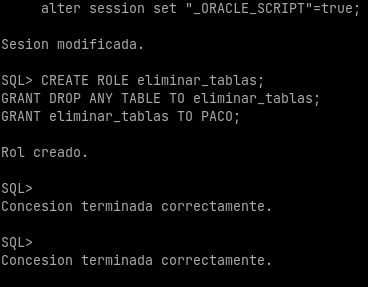 alter session set "_ORACLE_SCRIPT"=true;
Sesion modificada.
SQL> CREATE ROLE eliminar_tablas;
GRANT DROP ANY TABLE TO eliminar_tablas;
GRANT eliminar_tablas TO PACO;
Rol creado.
SQL>
Concesion terminada correctamente.
SQL>
Concesion terminada correctamente.